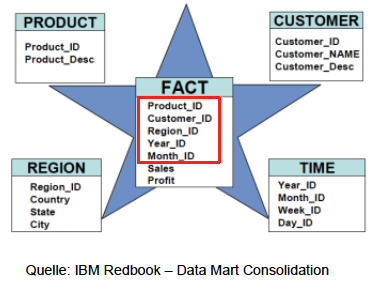 PRODUCT
Product_ID
Product_Desc
CUSTOMER
Customer_ID
Customer_NAME
Customer_Desc
FACT
Product_ID
Customer_ID
Region_ID
Year_ID
Month_ID
Sales
Profit
REGION
Region_ID
Country
State
City
TIME
Year_ID
Month_ID
Week_ID
Day_ID
Quelle: IBM Redbook – Data Mart Consolidation